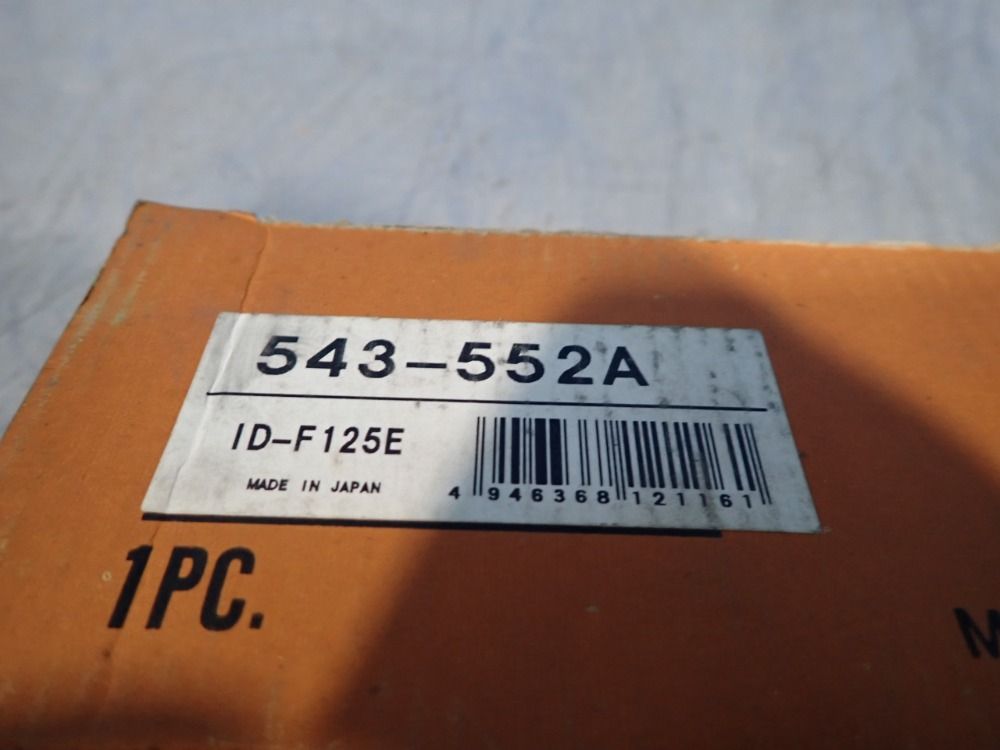 543-552A
ID-F125E
MADE IN JAPAN
4 946368 121161
1PC.
M